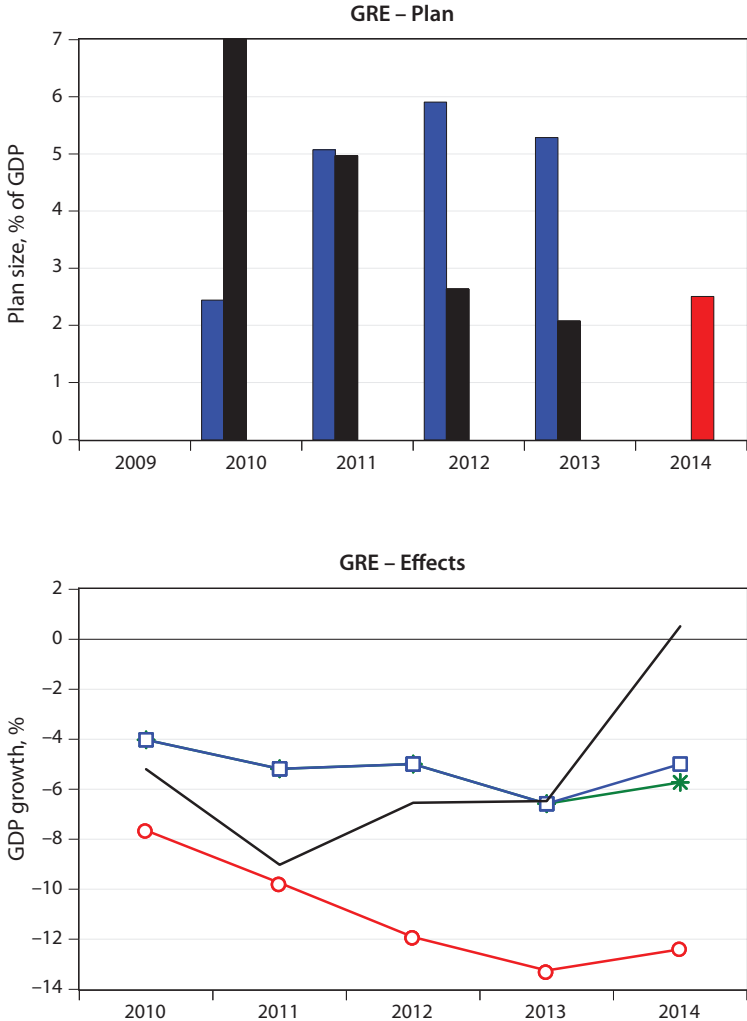 GRE – Plan
Plan size, % of GDP
7
6
5
4
3
2
1
0
2009 2010 2011 2012 2013 2014
GRE – Effects
GDP growth, %
2
0
−2
−4
−6
−8
−10
−12
−14
2010 2011 2012 2013 2014